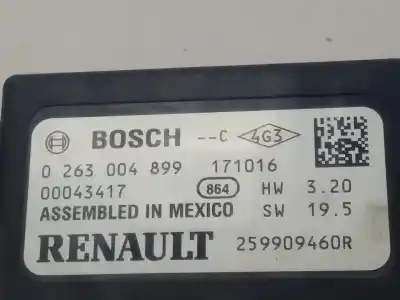 BOSCH --C 4G3
0 263 004 899 171016
00043417 864 HW 3.20
ASSEMBLED IN MEXICO SW 19.5
RENAULT 259909460R